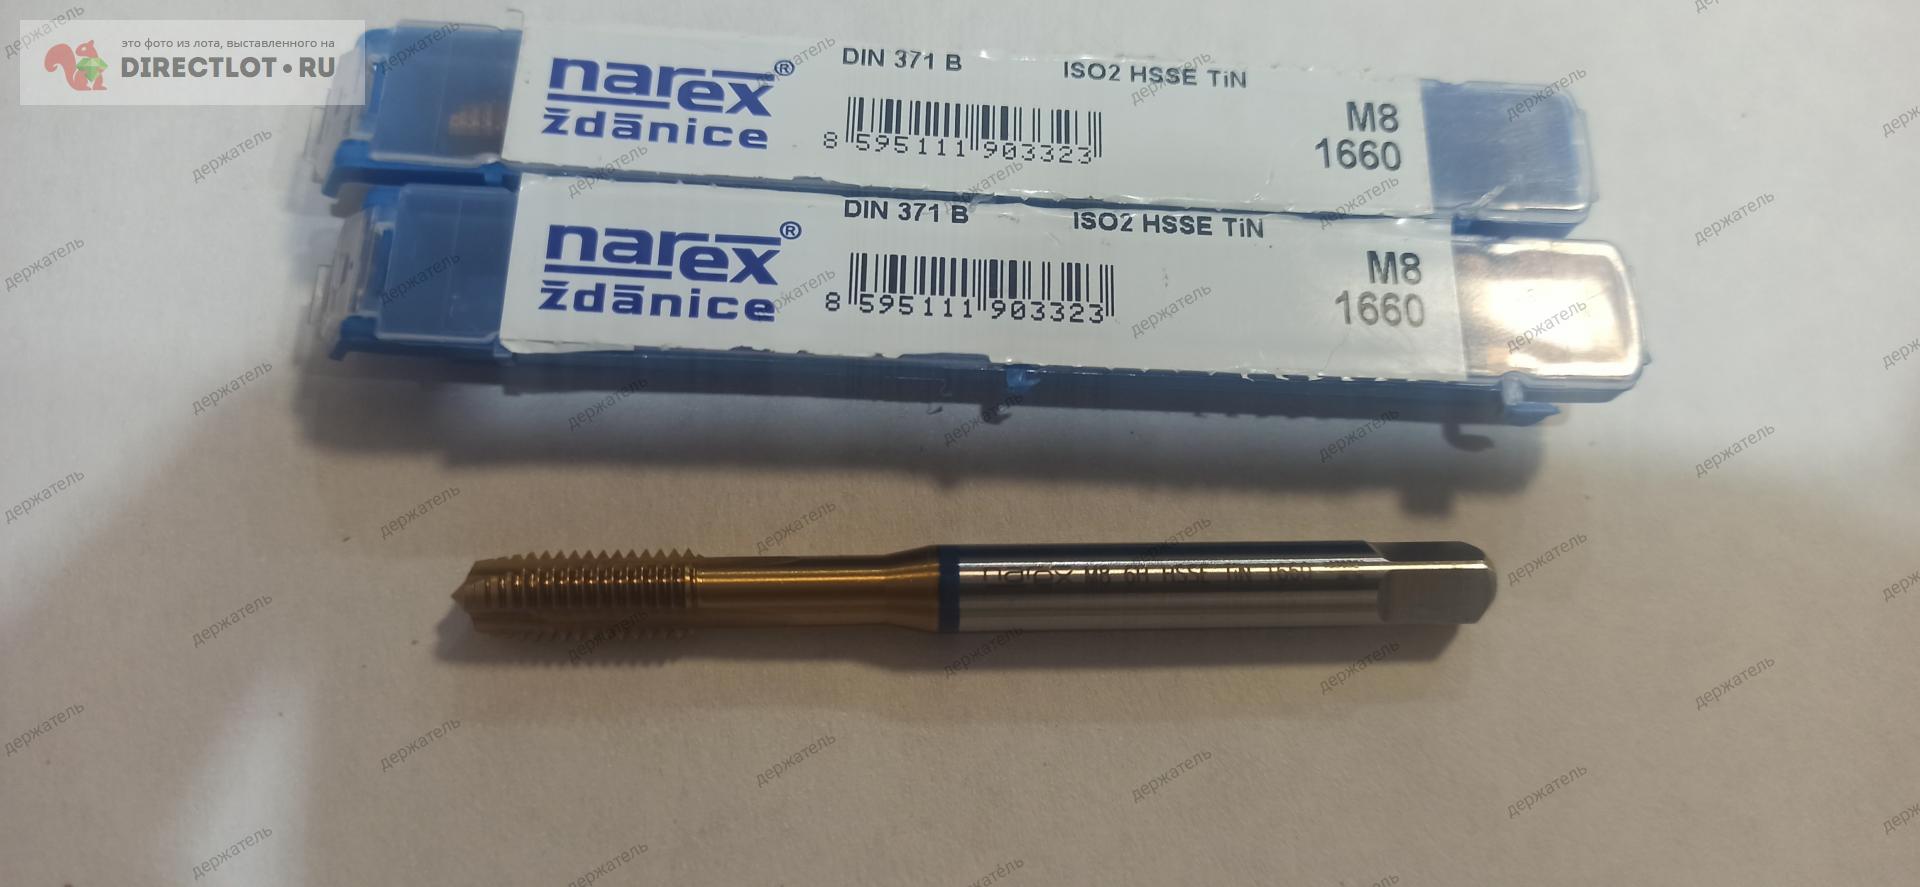 это фото из лота, выставленного на
DIRECTLOT•RU
narex®
ždánice
DIN 371 B
ISO2 HSSE TiN
8 595111 903323
M8
1660
narex®
ždánice
DIN 371 B
ISO2 HSSE TiN
8 595111 903323
M8
1660
narex M8 6H HSSE TiN 1660
держатель